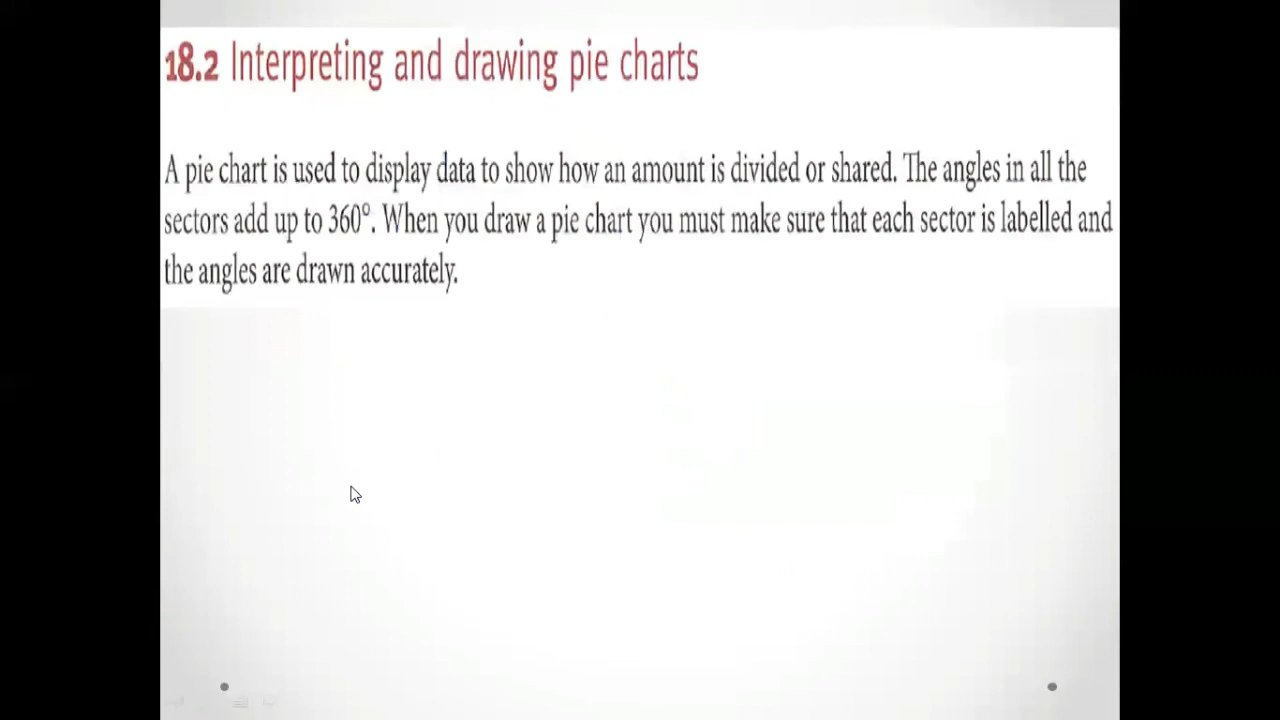 18.2 Interpreting and drawing pie charts
A pie chart is used to display data to show how an amount is divided or shared. The angles in all the
sectors add up to 360°. When you draw a pie chart you must make sure that each sector is labelled and
the angles are drawn accurately.